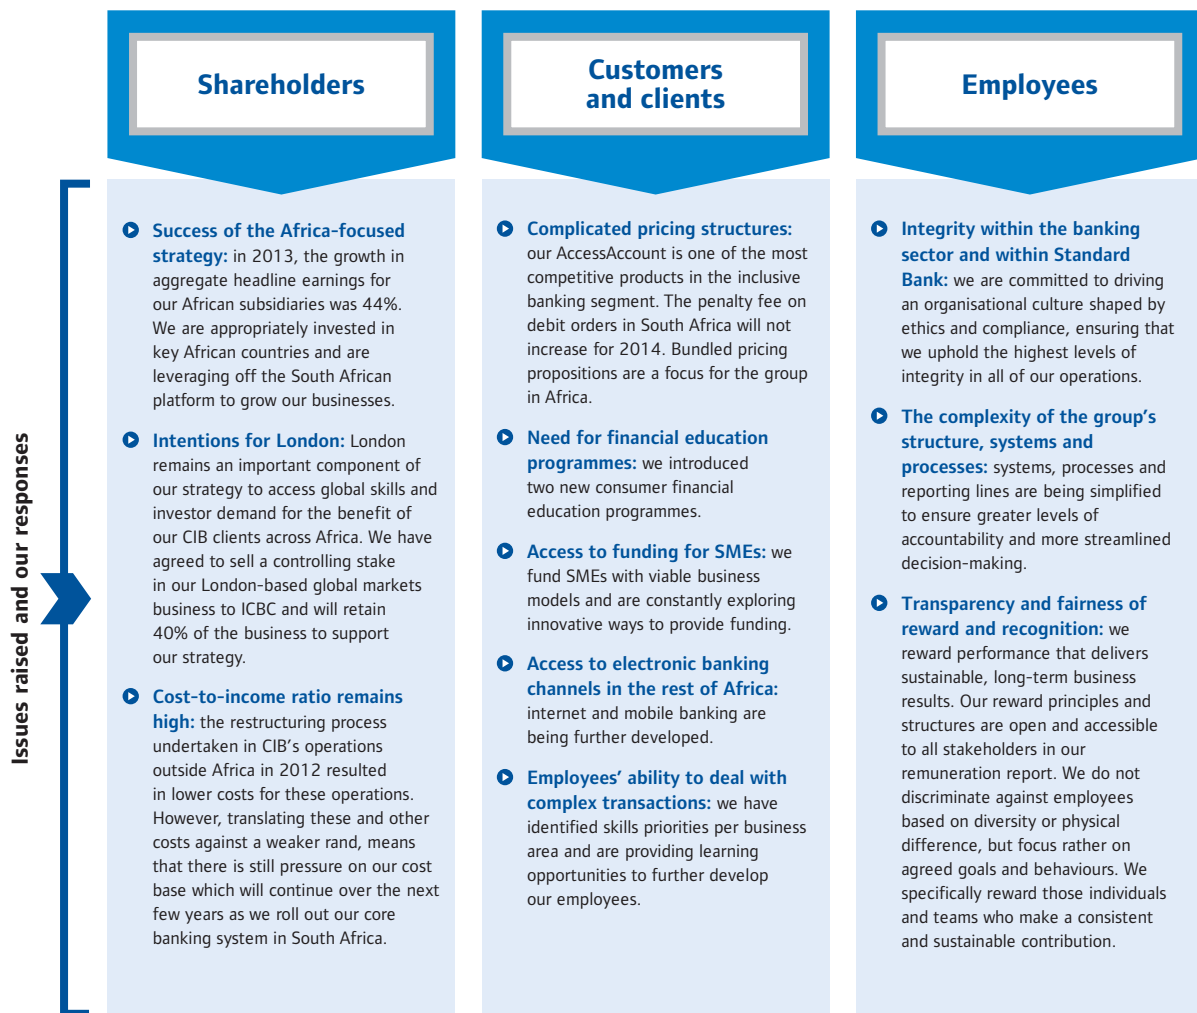 Shareholders
Success of the Africa-focused
strategy: in 2013, the growth in
aggregate headline earnings for
our African subsidiaries was 44%.
We are appropriately invested in
key African countries and are
leveraging off the South African
platform to grow our businesses.
Intentions for London: London
remains an important component of
our strategy to access global skills and
investor demand for the benefit of
our CIB clients across Africa. We have
agreed to sell a controlling stake
in our London-based global markets
business to ICBC and will retain
40% of the business to support
our strategy.
Cost-to-income ratio remains
high: the restructuring process
undertaken in CIB's operations
outside Africa in 2012 resulted
in lower costs for these operations.
However, translating these and other
costs against a weaker rand, means
that there is still pressure on our cost
base which will continue over the next
few years as we roll out our core
banking system in South Africa.
Customers
and clients
Complicated pricing structures:
our AccessAccount is one of the most
competitive products in the inclusive
banking segment. The penalty fee on
debit orders in South Africa will not
increase for 2014. Bundled pricing
propositions are a focus for the group
in Africa.
Need for financial education
programmes: we introduced
two new consumer financial
education programmes.
Access to funding for SMEs: we
fund SMEs with viable business
models and are constantly exploring
innovative ways to provide funding.
Access to electronic banking
channels in the rest of Africa:
internet and mobile banking are
being further developed.
Employees' ability to deal with
complex transactions: we have
identified skills priorities per business
area and are providing learning
opportunities to further develop
our employees.
Employees
Integrity within the banking
sector and within Standard
Bank: we are committed to driving
an organisational culture shaped by
ethics and compliance, ensuring that
we uphold the highest levels of
integrity in all of our operations.
The complexity of the group's
structure, systems and
processes: systems, processes and
reporting lines are being simplified
to ensure greater levels of
accountability and more streamlined
decision-making.
Transparency and fairness of
reward and recognition: we
reward performance that delivers
sustainable, long-term business
results. Our reward principles and
structures are open and accessible
to all stakeholders in our
remuneration report. We do not
discriminate against employees
based on diversity or physical
difference, but focus rather on
agreed goals and behaviours. We
specifically reward those individuals
and teams who make a consistent
and sustainable contribution.
Issues raised and our responses